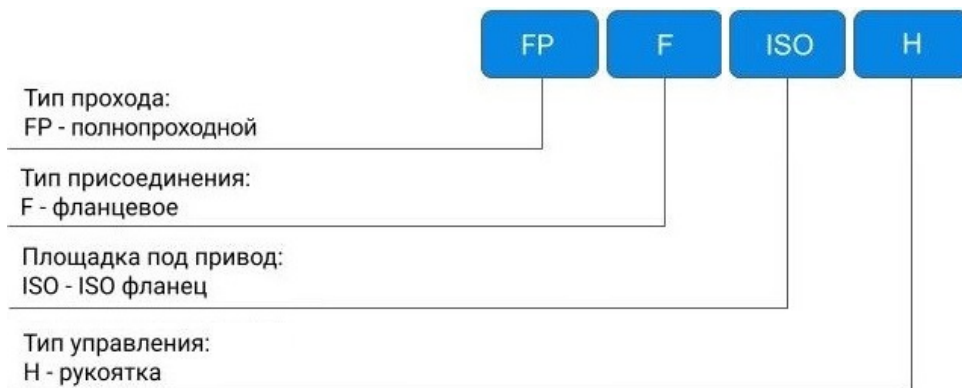 FP F ISO H
Тип прохода:
FP - полнопроходной
Тип присоединения:
F - фланцевое
Площадка под привод:
ISO - ISO фланец
Тип управления:
H - рукоятка